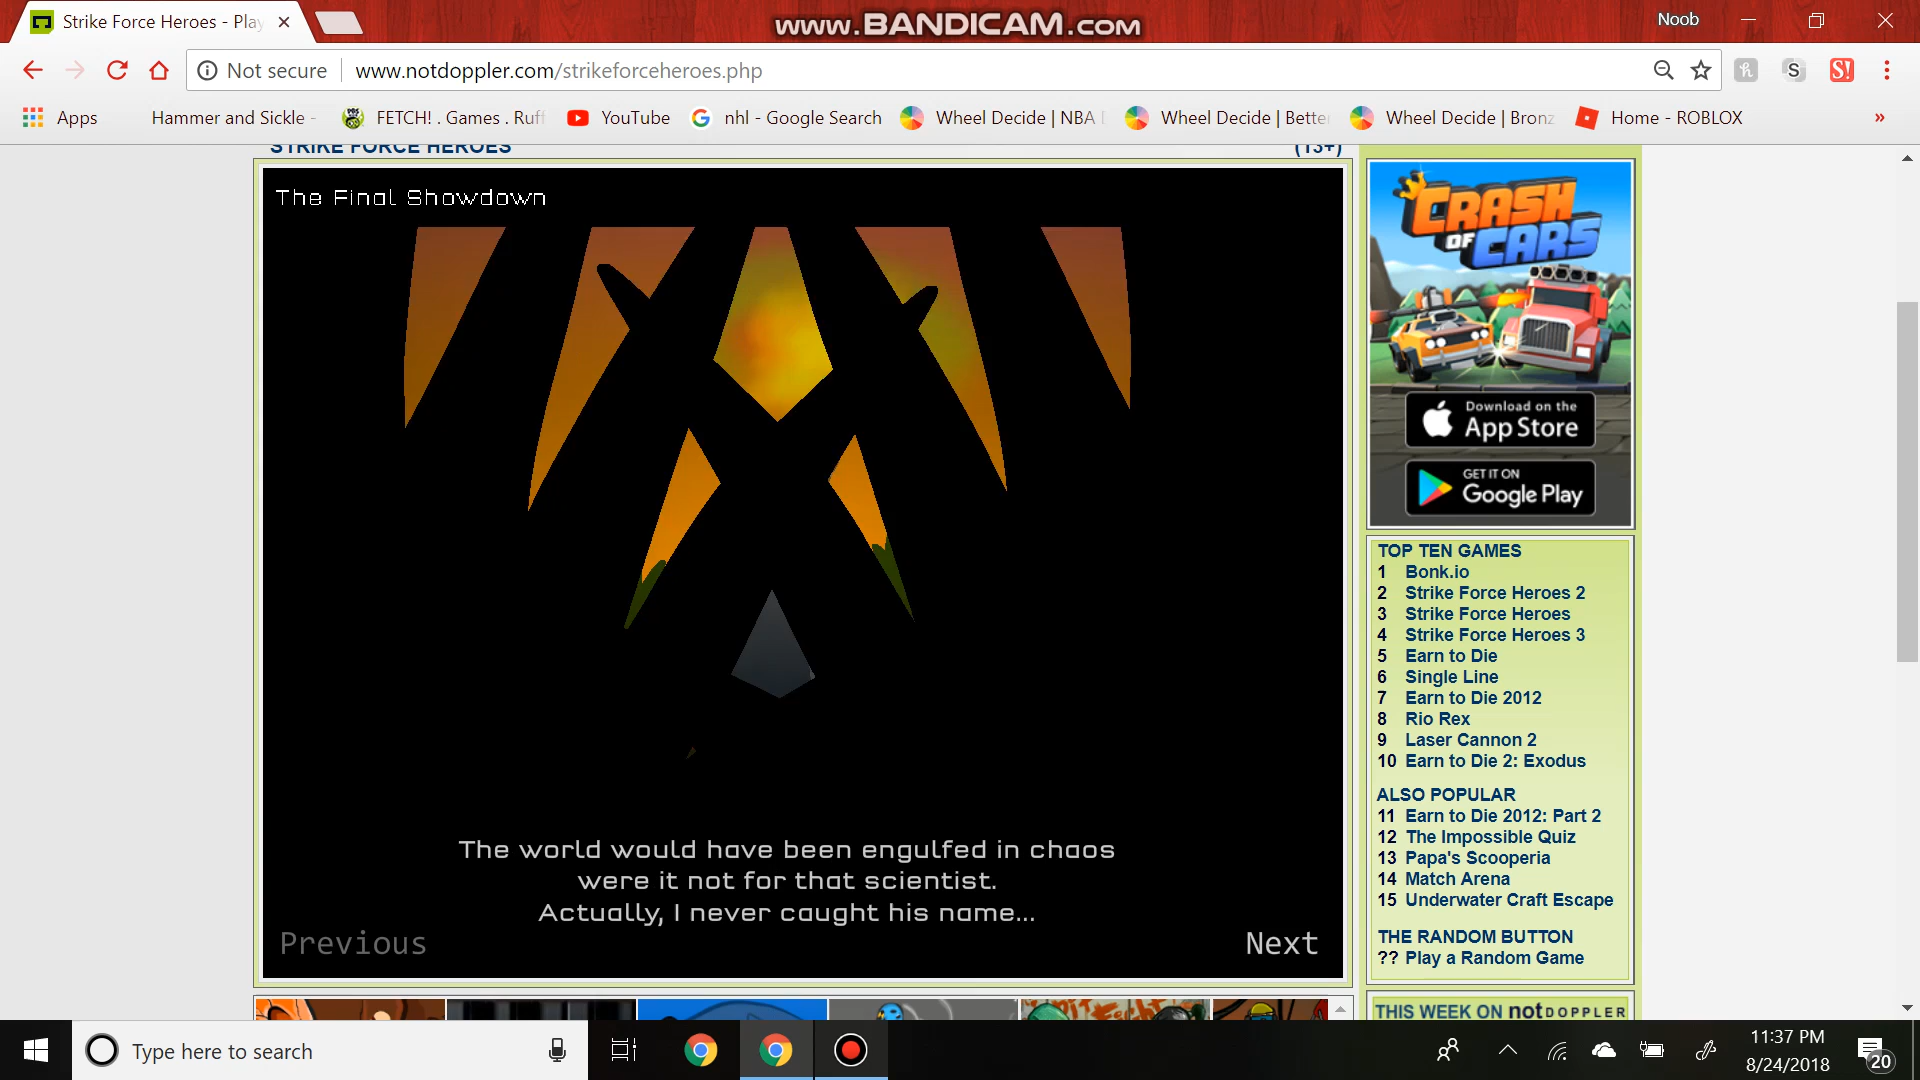 Strike Force Heroes - Play
www.BANDICAM.com
Noob
Not secure
www.notdoppler.com/strikeforceheroes.php
S
S!
Apps
Hammer and Sickle -
FETCH! . Games . Ruff
YouTube
nhl - Google Search
Wheel Decide | NBA
Wheel Decide | Better
Wheel Decide | Bronz
Home - ROBLOX
»
STRIKE FORCE HEROES
(13+)
The Final Showdown
The world would have been engulfed in chaos
were it not for that scientist.
Actually, I never caught his name...
Previous
Next
CRASH
OF CARS
Download on the
App Store
GET IT ON
Google Play
TOP TEN GAMES
1 Bonk.io
2 Strike Force Heroes 2
3 Strike Force Heroes
4 Strike Force Heroes 3
5 Earn to Die
6 Single Line
7 Earn to Die 2012
8 Rio Rex
9 Laser Cannon 2
10 Earn to Die 2: Exodus
ALSO POPULAR
11 Earn to Die 2012: Part 2
12 The Impossible Quiz
13 Papa's Scooperia
14 Match Arena
15 Underwater Craft Escape
THE RANDOM BUTTON
?? Play a Random Game
THIS WEEK ON notDOPPLER
Type here to search
11:37 PM
8/24/2018
20